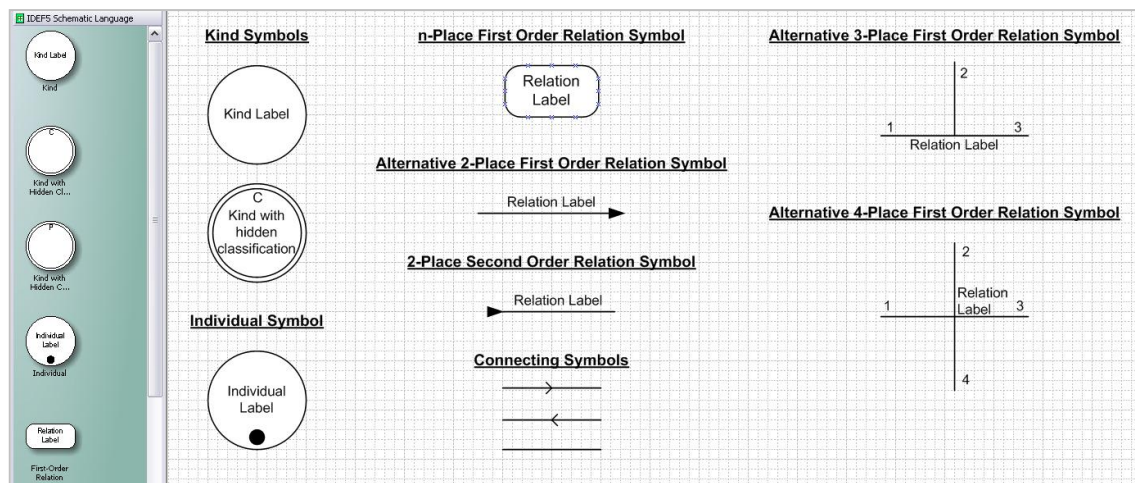 IDEF5 Schematic Language
Kind Label
Kind
C
Kind with
Hidden Cl...
P
Kind with
Hidden C...
Individual
Label
Individual
Relation
Label
First-Order
Relation
Kind Symbols
Kind Label
C
Kind with
hidden
classification
Individual Symbol
Individual
Label
n-Place First Order Relation Symbol
Relation
Label
Alternative 2-Place First Order Relation Symbol
Relation Label
2-Place Second Order Relation Symbol
Relation Label
Connecting Symbols
Alternative 3-Place First Order Relation Symbol
2
1 3
Relation Label
Alternative 4-Place First Order Relation Symbol
2
Relation
1 Label 3
4